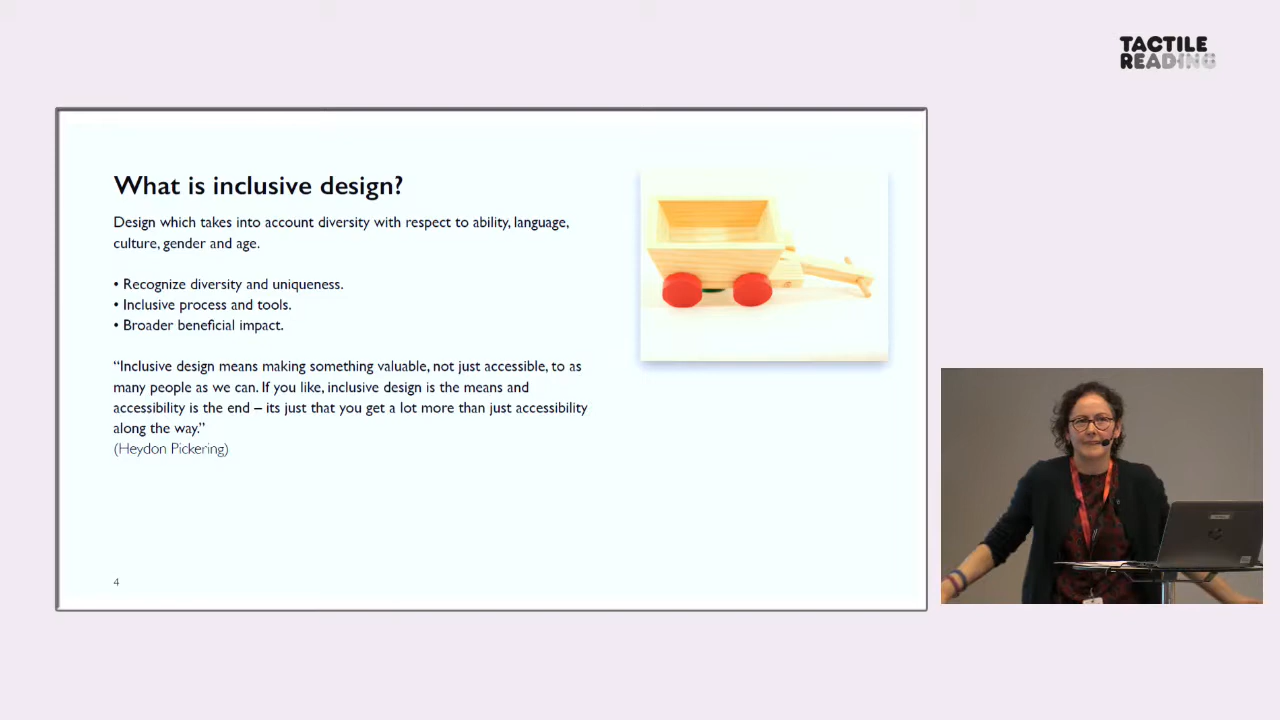 TACTILE
READING
What is inclusive design?
Design which takes into account diversity with respect to ability, language,
culture, gender and age.
• Recognize diversity and uniqueness.
• Inclusive process and tools.
• Broader beneficial impact.
“Inclusive design means making something valuable, not just accessible, to as
many people as we can. If you like, inclusive design is the means and
accessibility is the end – its just that you get a lot more than just accessibility
along the way.”
(Heydon Pickering)
4